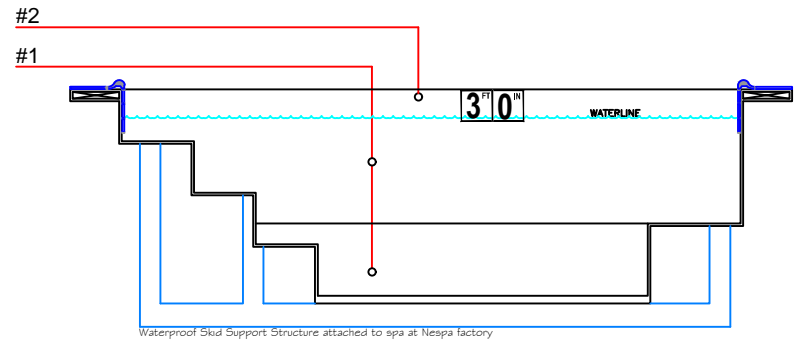 #2
#1
3 FT 0 IN
WATERLINE
Waterproof Skid Support Structure attached to spa at Nespa factory